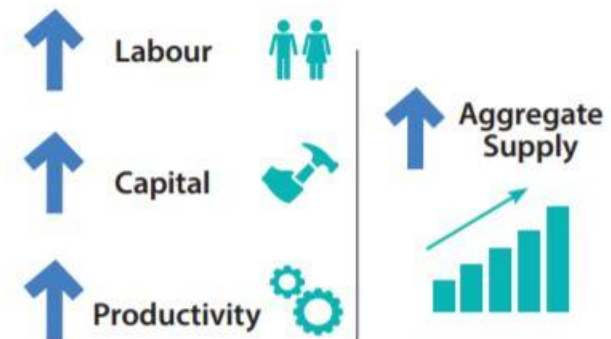 Labour
Capital
Productivity
Aggregate
Supply